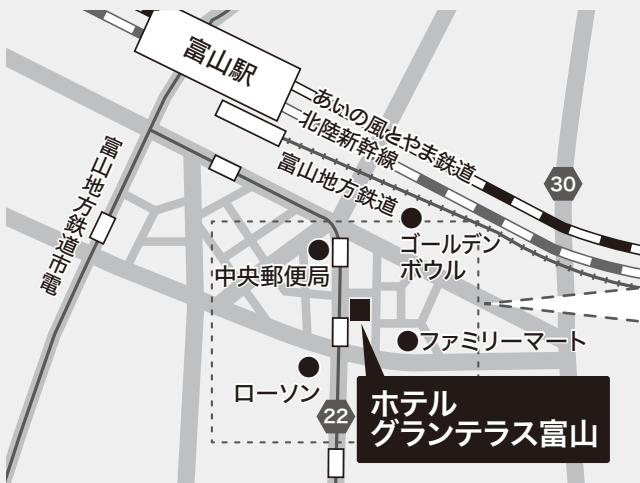 富山駅
あいの風とやま鉄道
北陸新幹線
富山地方鉄道
富山地方鉄道市電
30
ゴールデン
ボウル
中央郵便局
ファミリーマート
ローソン
22
ホテル
グランテラス富山